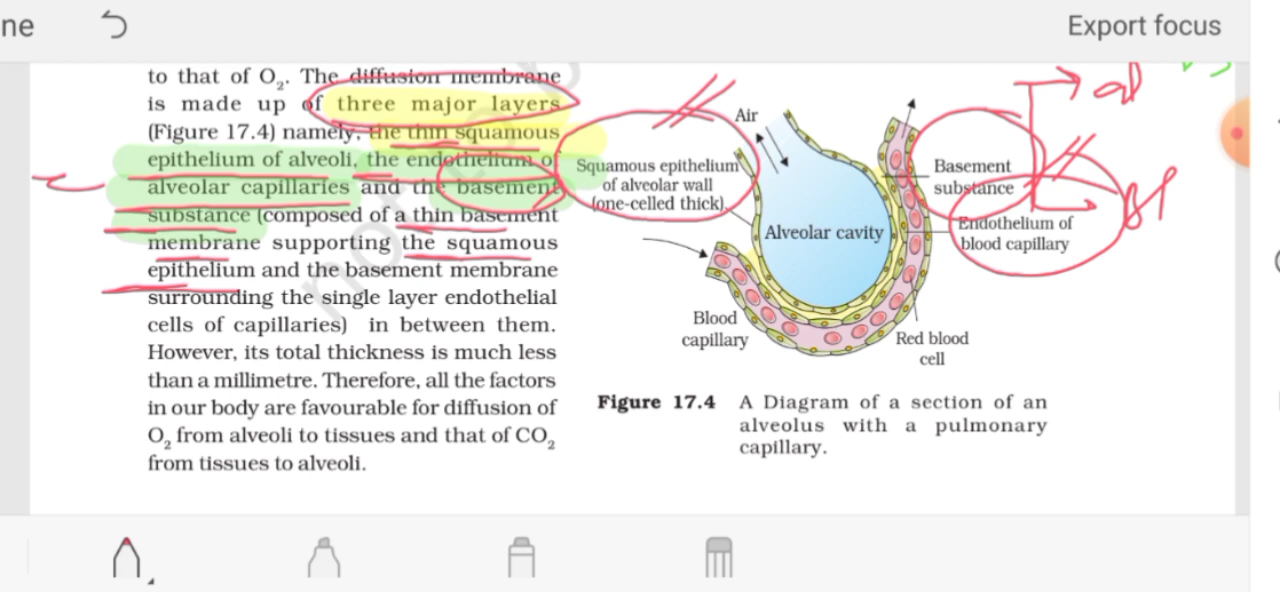 ne
Export focus
to that of O₂. The diffusion membrane
is made up of three major layers
(Figure 17.4) namely, the thin squamous
epithelium of alveoli, the endothelium of
alveolar capillaries and the basement
substance (composed of a thin basement
membrane supporting the squamous
epithelium and the basement membrane
surrounding the single layer endothelial
cells of capillaries) in between them.
However, its total thickness is much less
than a millimetre. Therefore, all the factors
in our body are favourable for diffusion of
O₂ from alveoli to tissues and that of CO₂
from tissues to alveoli.
Air
Squamous epithelium
of alveolar wall
(one-celled thick)
Alveolar cavity
Basement
substance
Endothelium of
blood capillary
Blood
capillary
Red blood
cell
Figure 17.4 A Diagram of a section of an
alveolus with a pulmonary
capillary.